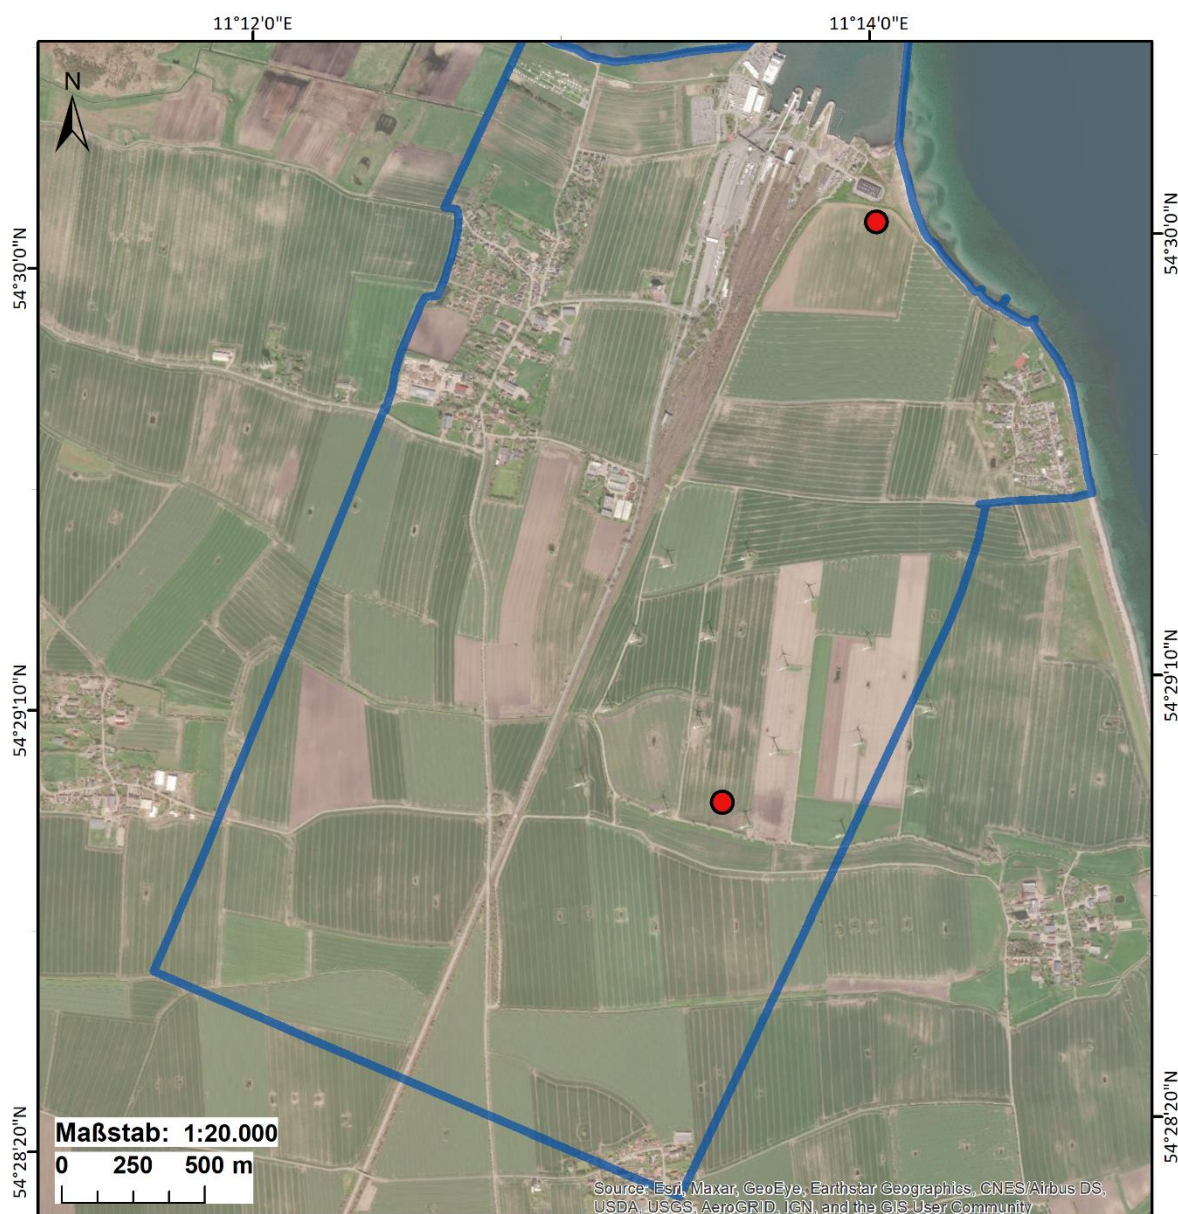 11°12'0"E 11°14'0"E
N
54°30'0"N 54°30'0"N
54°29'10"N 54°29'10"N
54°28'20"N 54°28'20"N
Maßstab: 1:20.000
0 250 500 m
Source: Esri, Maxar, GeoEye, Earthstar Geographics, CNES/Airbus DS,
USDA, USGS, AeroGRID, IGN, and the GIS User Community